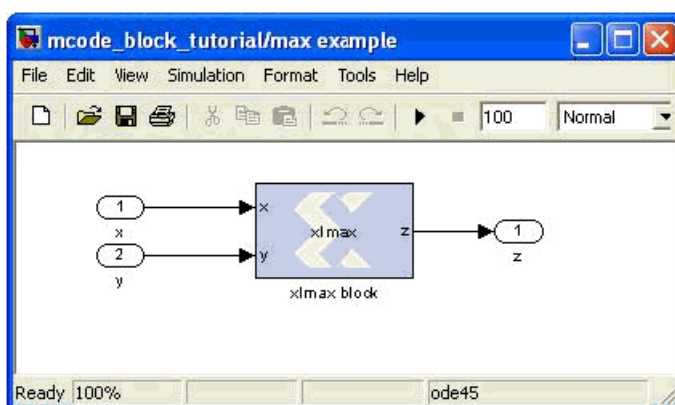 mcode_block_tutorial/max example
File Edit View Simulation Format Tools Help
100 Normal
1
x
2
y
x
y
xlmax
z
xlmax block
1
z
Ready 100% ode45